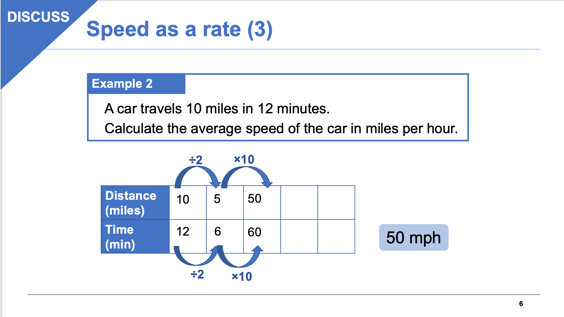 DISCUSS
Speed as a rate (3)
Example 2
A car travels 10 miles in 12 minutes.
Calculate the average speed of the car in miles per hour.
÷2 ×10
Distance (miles) 10 5 50
Time (min) 12 6 60
÷2 ×10
50 mph
6